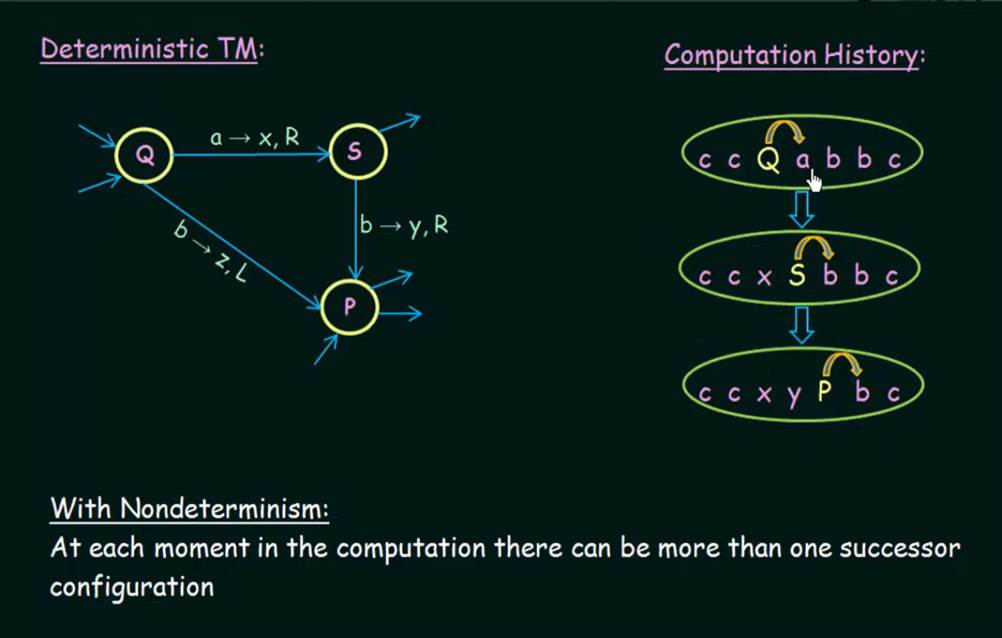 Deterministic TM:
Computation History:
Q
a → x, R
S
b → y, R
b → z, L
P
c c Q a b b c
c c x S b b c
c c x y P b c
With Nondeterminism:
At each moment in the computation there can be more than one successor
configuration